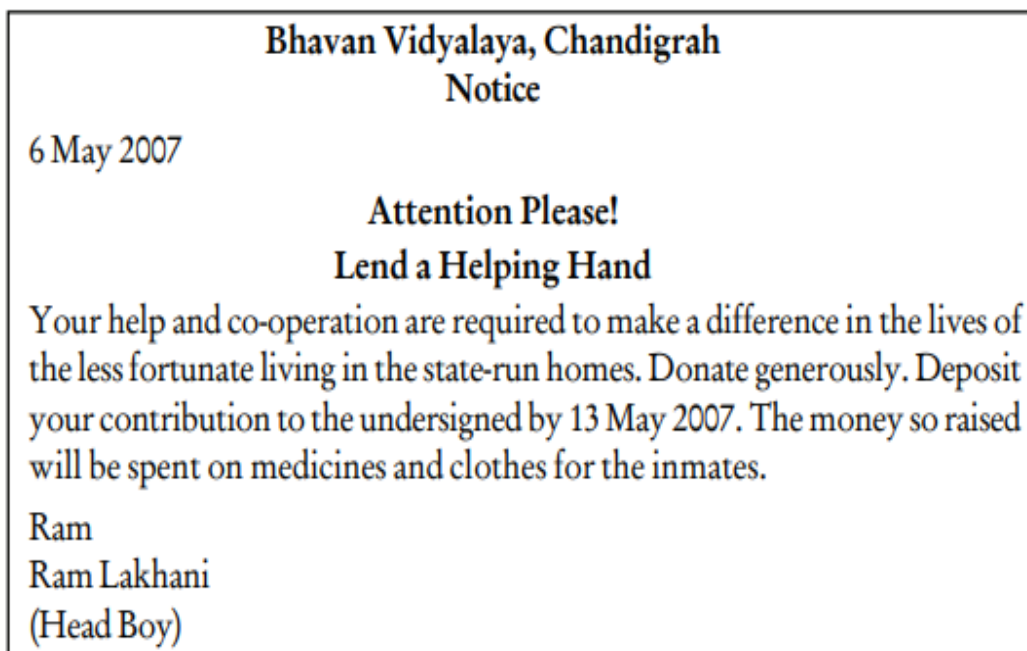 Bhavan Vidyalaya, Chandigrah
Notice
6 May 2007
Attention Please!
Lend a Helping Hand
Your help and co-operation are required to make a difference in the lives of
the less fortunate living in the state-run homes. Donate generously. Deposit
your contribution to the undersigned by 13 May 2007. The money so raised
will be spent on medicines and clothes for the inmates.
Ram
Ram Lakhani
(Head Boy)